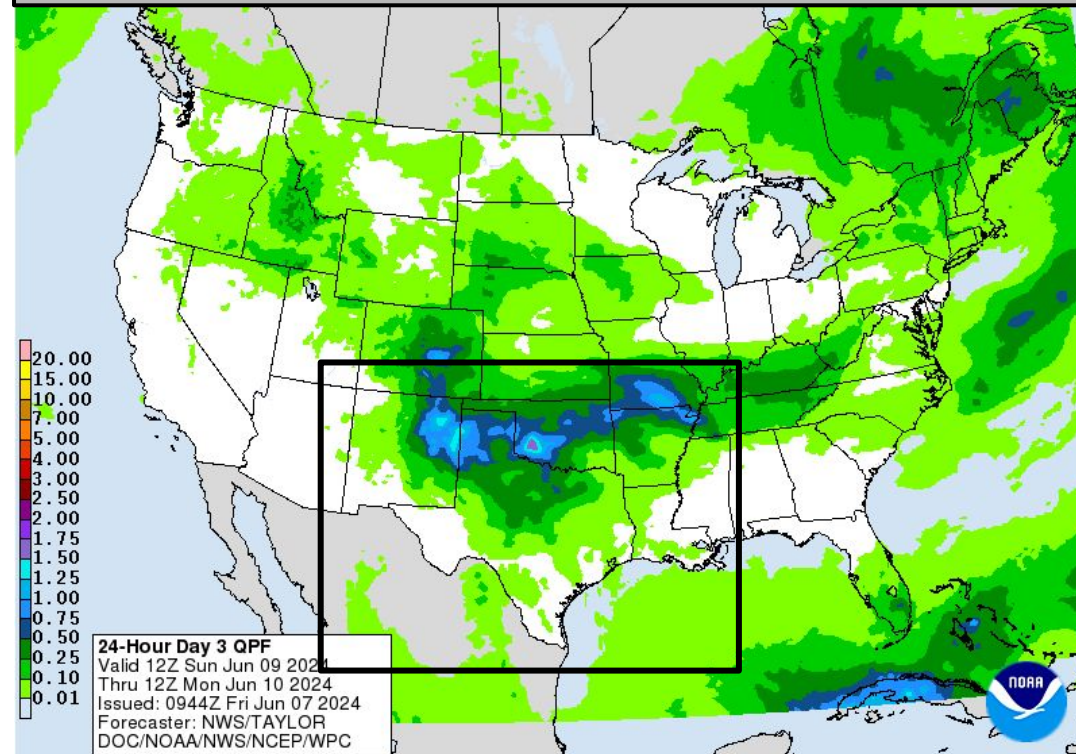 20.00
15.00
10.00
7.00
5.00
4.00
3.00
2.50
2.00
1.75
1.50
1.25
1.00
0.75
0.50
0.25
0.10
0.01
24-Hour Day 3 QPF
Valid 12Z Sun Jun 09 2024
Thru 12Z Mon Jun 10 2024
Issued: 0944Z Fri Jun 07 2024
Forecaster: NWS/TAYLOR
DOC/NOAA/NWS/NCEP/WPC
NOAA